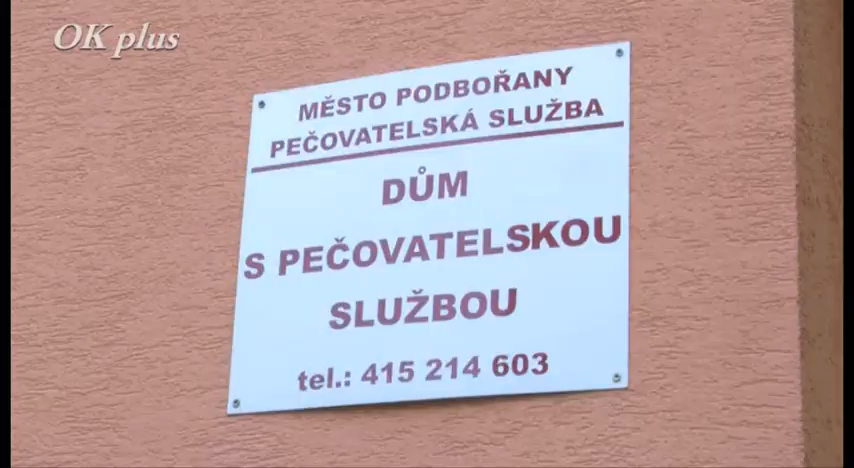 OK plus
MĚSTO PODBOŘANY
PEČOVATELSKÁ SLUŽBA
DŮM
S PEČOVATELSKOU
SLUŽBOU
tel.: 415 214 603